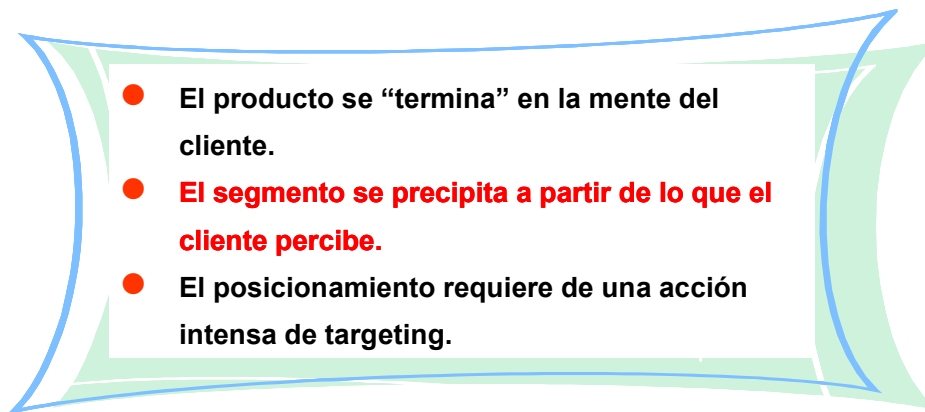 El producto se “termina” en la mente del
cliente.
El segmento se precipita a partir de lo que el
cliente percibe.
El posicionamiento requiere de una acción
intensa de targeting.